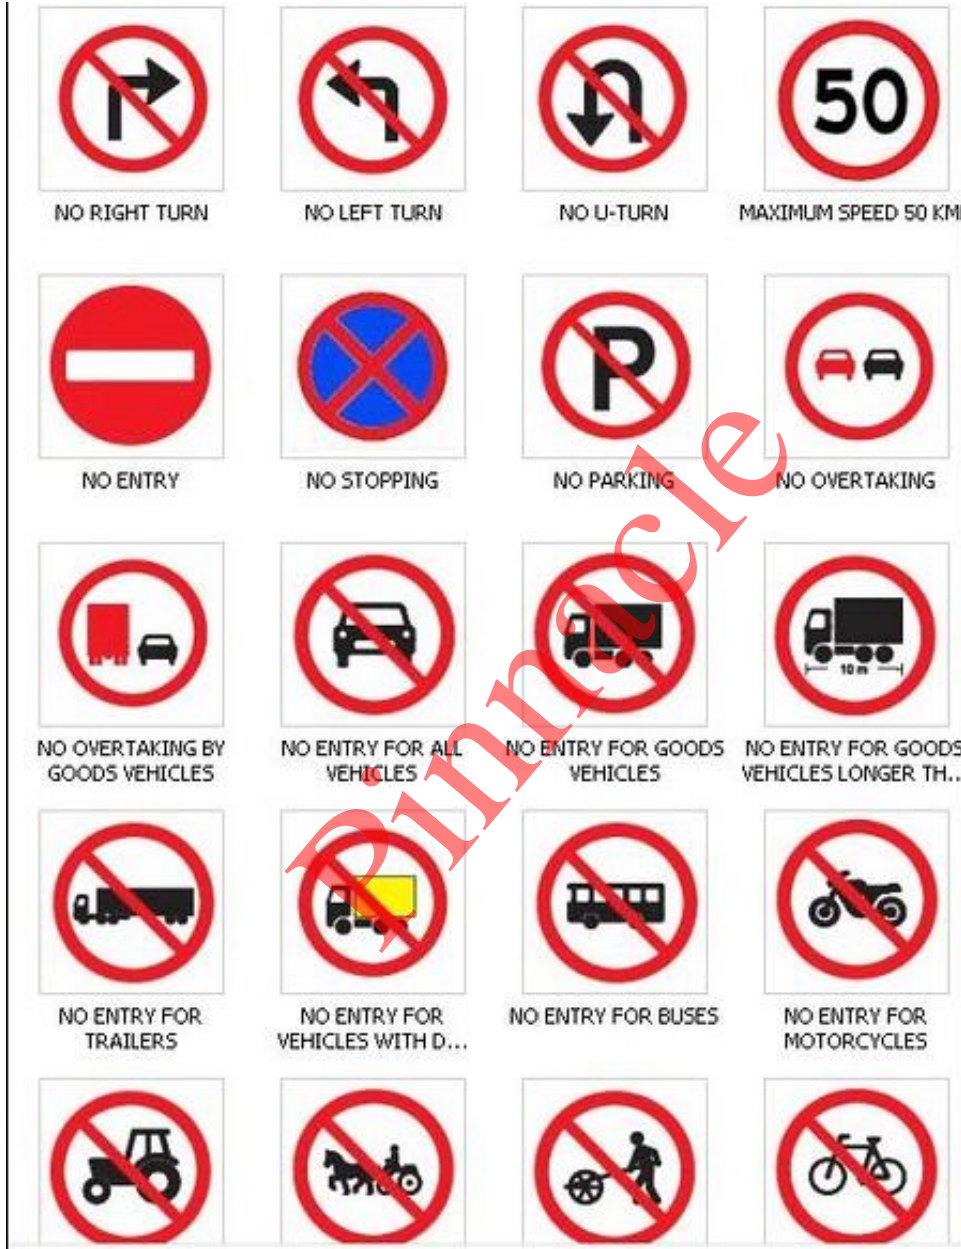 50
NO RIGHT TURN
NO LEFT TURN
NO U-TURN
MAXIMUM SPEED 50 KM
P
NO ENTRY
NO STOPPING
NO PARKING
NO OVERTAKING
10 m
NO OVERTAKING BY
GOODS VEHICLES
NO ENTRY FOR ALL
VEHICLES
NO ENTRY FOR GOODS
VEHICLES
NO ENTRY FOR GOODS
VEHICLES LONGER TH...
NO ENTRY FOR
TRAILERS
NO ENTRY FOR
VEHICLES WITH D...
NO ENTRY FOR BUSES
NO ENTRY FOR
MOTORCYCLES
Pinnacle